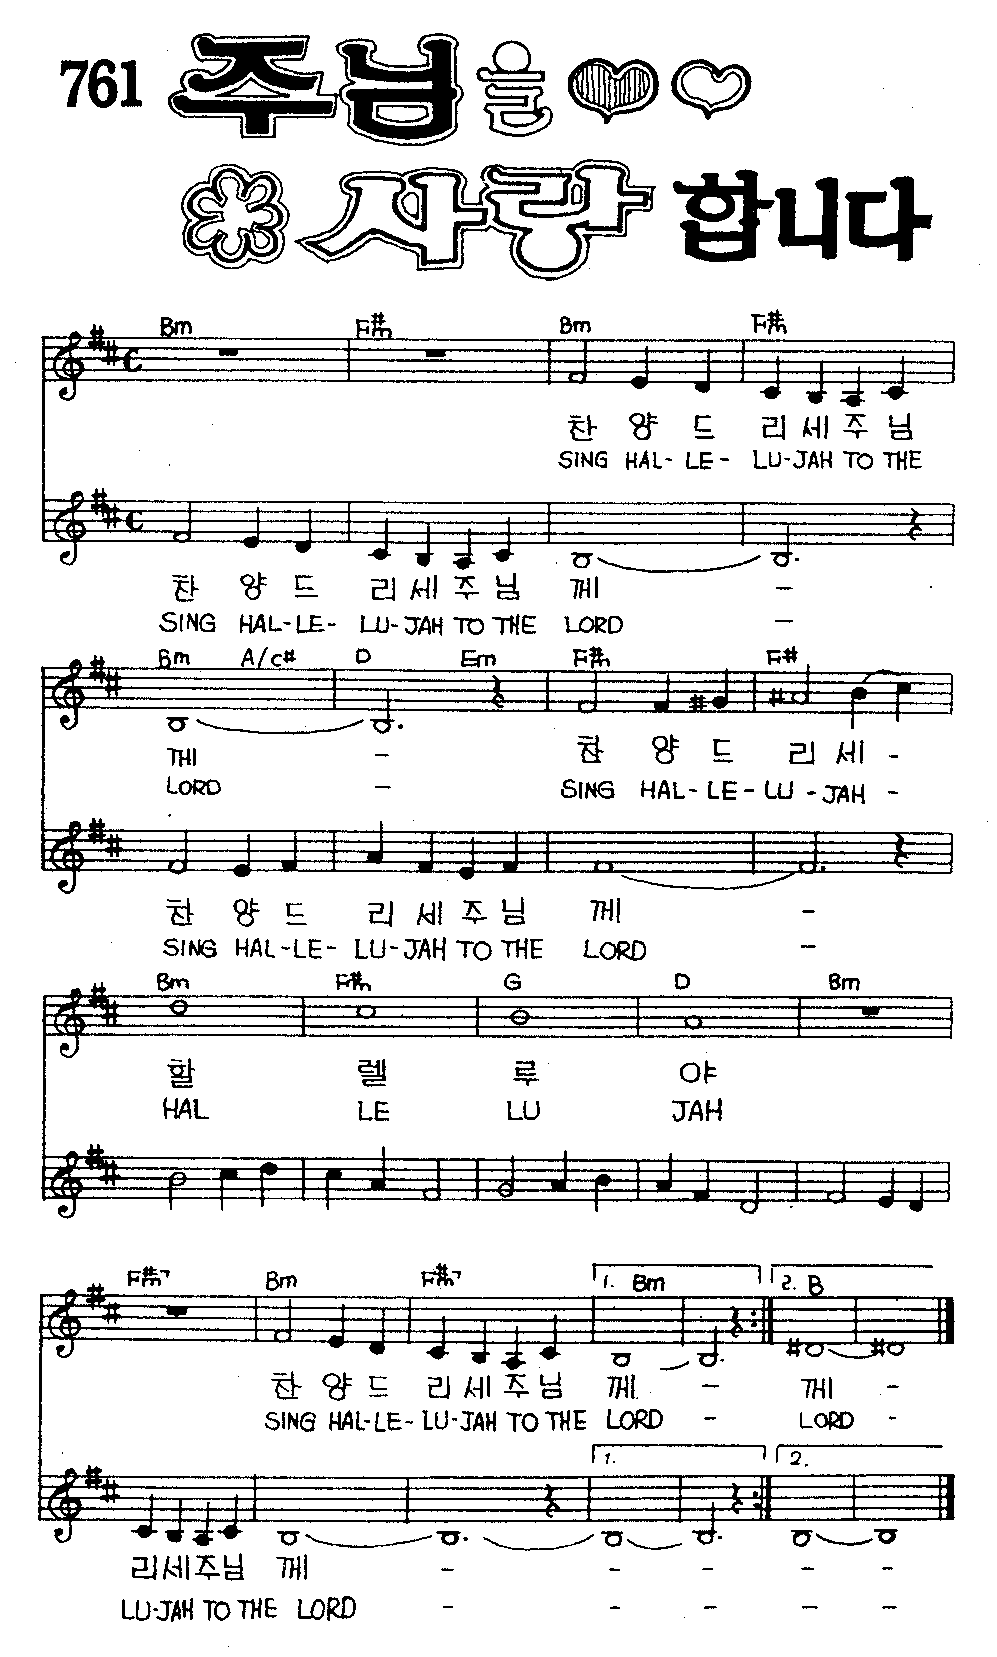 761 주님을
사랑 합니다
Bm F#m Bm F#m
찬 양 드 리 세 주 님
SING HAL- LE- LU-JAH TO THE
찬 양 드 리 세 주 님 께 -
SING HAL-LE- LU-JAH TO THE LORD -
Bm A/C# D Em F#m F#
께 - 찬 양 드 리 세 -
LORD - SING HAL-LE-LU-JAH -
찬 양 드 리 세 주 님 께 -
SING HAL-LE- LU-JAH TO THE LORD -
Bm F#m G D Bm
할 렐 루 야
HAL LE LU JAH
F#m7 Bm F#m7 1. Bm 2. B
찬 양 드 리 세 주 님 께 - 께 -
SING HAL-LE-LU-JAH TO THE LORD - LORD -
1. 2.
리 세 주 님 께 - - - - -
LU-JAH TO THE LORD - - - - -